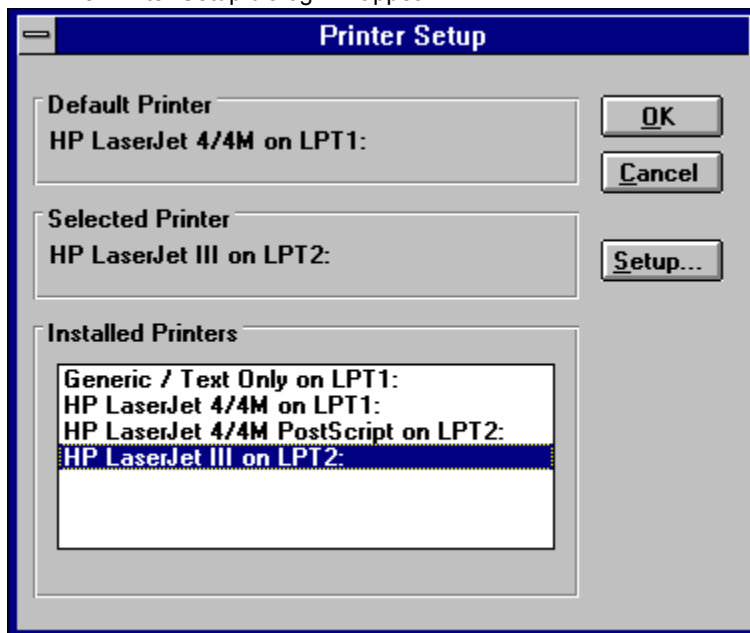 Printer Setup
Default Printer
HP LaserJet 4/4M on LPT1:
OK
Cancel
Selected Printer
HP LaserJet III on LPT2:
Setup...
Installed Printers
Generic / Text Only on LPT1:
HP LaserJet 4/4M on LPT1:
HP LaserJet 4/4M PostScript on LPT2:
HP LaserJet III on LPT2: